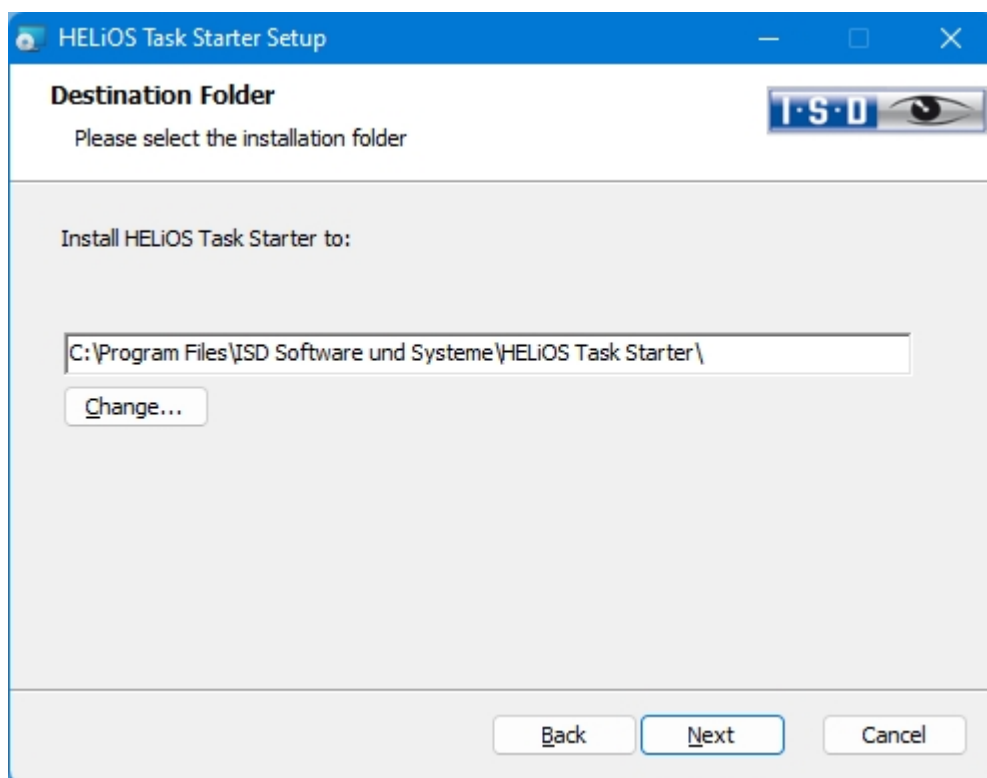 HELiOS Task Starter Setup
Destination Folder
I·S·D
Please select the installation folder
Install HELiOS Task Starter to:
C:\Program Files\ISD Software und Systeme\HELiOS Task Starter\
Change...
Back Next Cancel